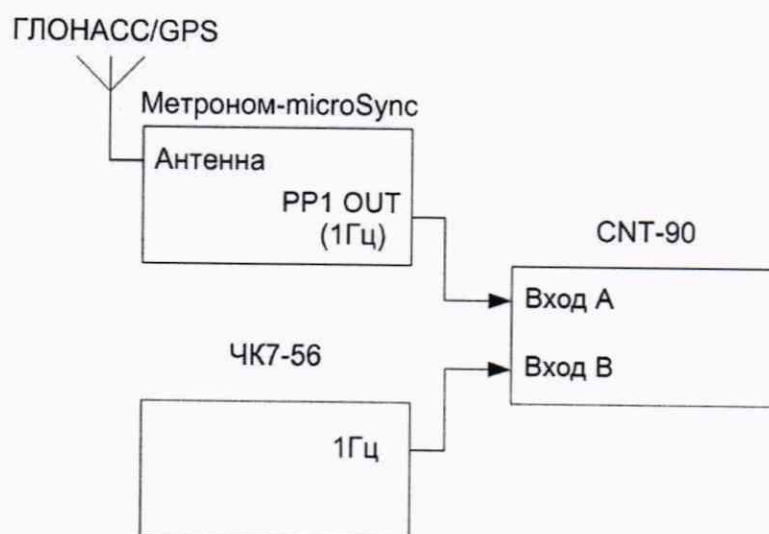 ГЛОНАСС/GPS
Метроном-microSync
Антенна
PP1 OUT
(1Гц)
CNT-90
Вход А
Вход В
ЧК7-56
1Гц